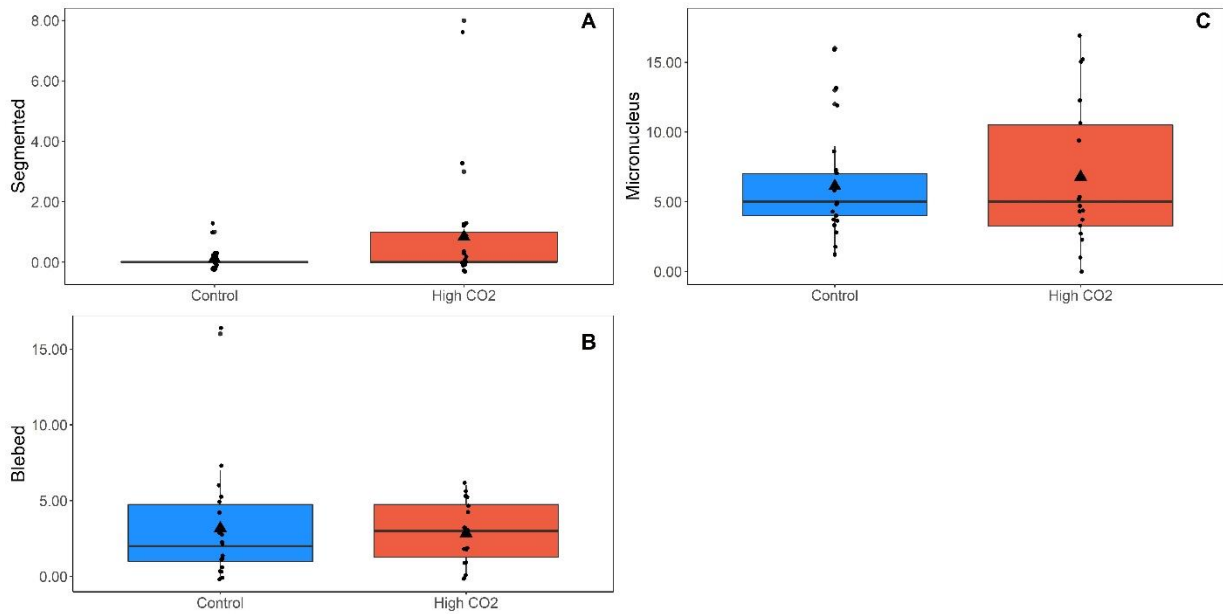 A
Segmented
8.00
6.00
4.00
2.00
0.00
Control High CO2
C
Micronucleus
15.00
10.00
5.00
0.00
Control High CO2
B
Blebed
15.00
10.00
5.00
0.00
Control High CO2